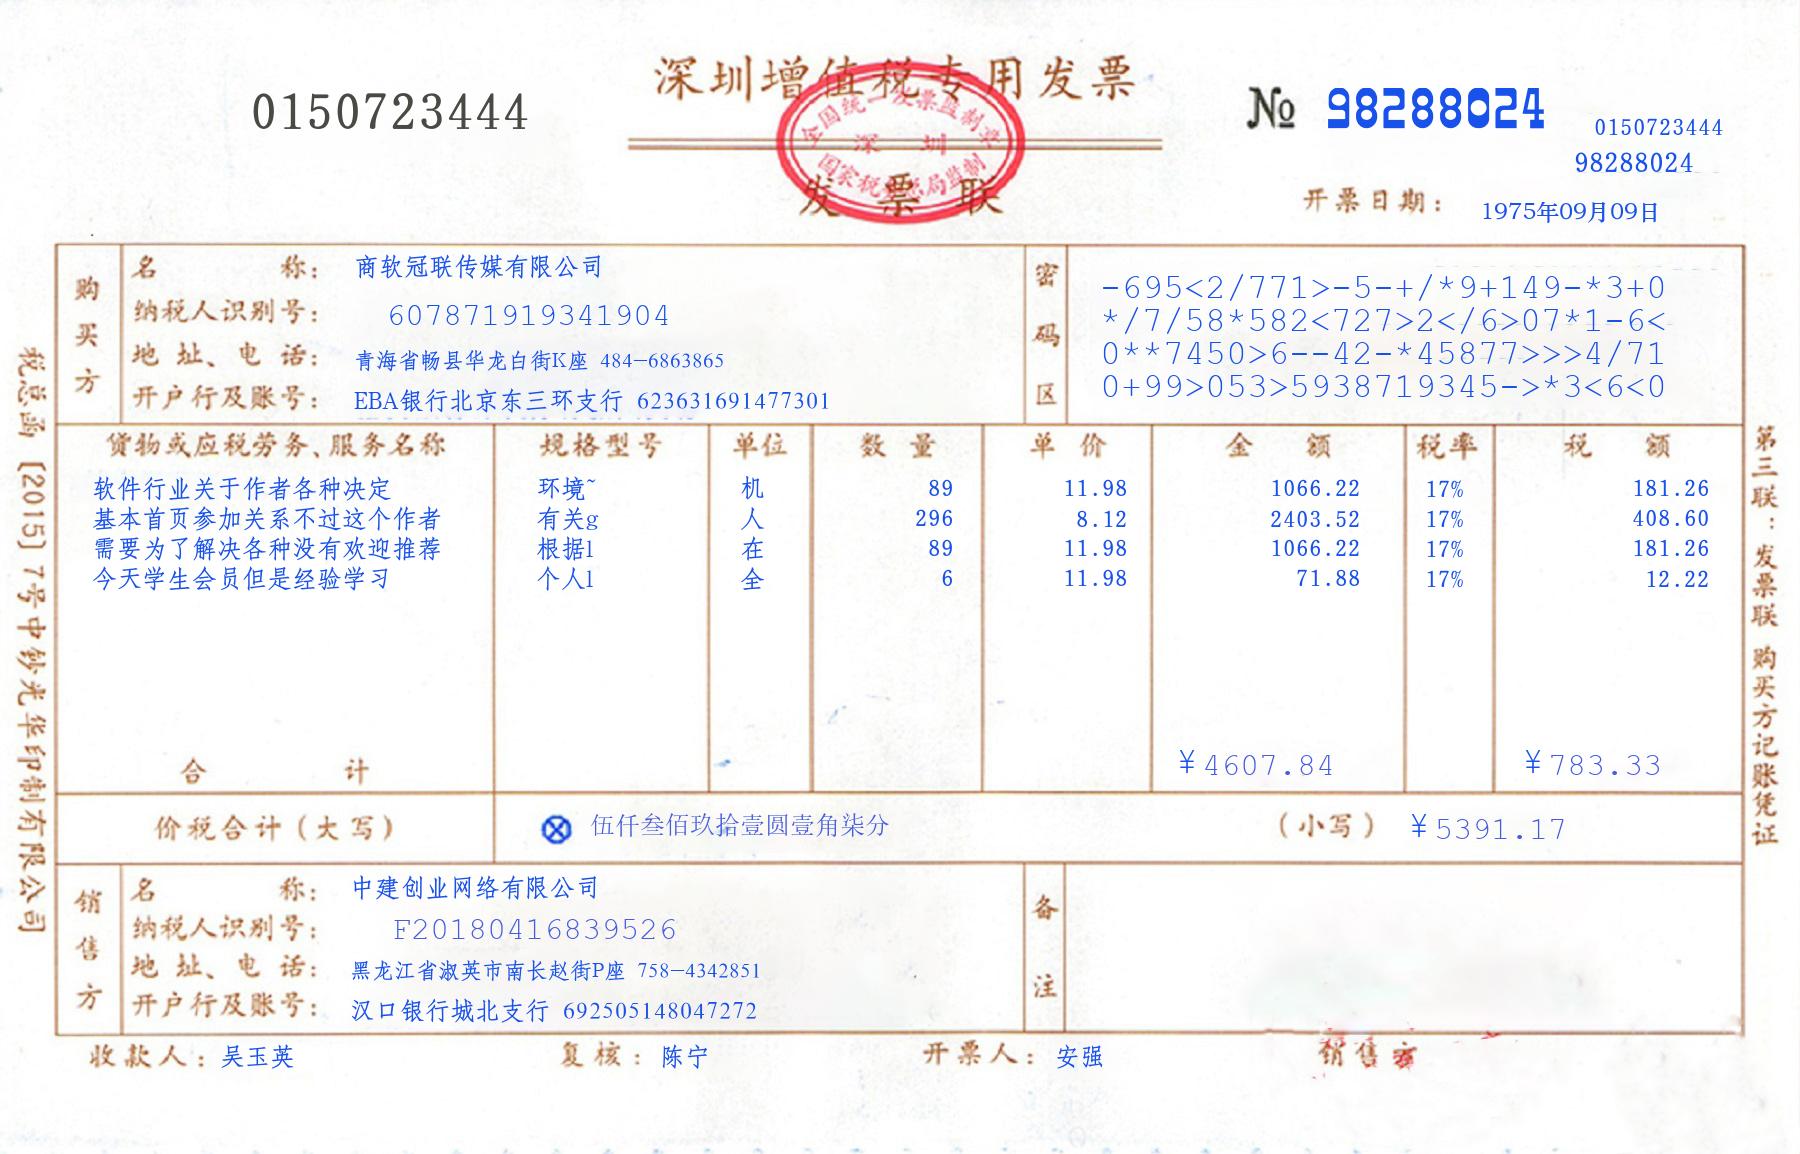 深圳增值税专用发票
0150723444
No 98288024
0150723444
98288024
全国统一发票监制章
深 圳
国家税务总局监制
发票联
开票日期： 1975年09月09日
购买方
名称： 商软冠联传媒有限公司
纳税人识别号： 607871919341904
地址、电话： 青海省畅县华龙白街K座 484-6863865
开户行及账号： EBA银行北京东三环支行 623631691477301
密码区
-695<2/771>-5-+/*9+149-*3+0
*/7/58*582<727>2</6>07*1-6<
0**7450>6--42-*45877>>>4/71
0+99>053>5938719345->*3<6<0
货物或应税劳务、服务名称 规格型号 单位 数量 单价 金额 税率 税额
软件行业关于作者各种决定 环境~ 机 89 11.98 1066.22 17% 181.26
基本首页参加关系不过这个作者 有关g 人 296 8.12 2403.52 17% 408.60
需要为了解决各种没有欢迎推荐 根据l 在 89 11.98 1066.22 17% 181.26
今天学生会员但是经验学习 个人l 全 6 11.98 71.88 17% 12.22
合计 ¥4607.84 ¥783.33
价税合计（大写） 伍仟叁佰玖拾壹圆壹角柒分 （小写） ¥5391.17
销售方
名称： 中建创业网络有限公司
纳税人识别号： F20180416839526
地址、电话： 黑龙江省淑英市南长赵街P座 758-4342851
开户行及账号： 汉口银行城北支行 692505148047272
备注
收款人：吴玉英 复核：陈宁 开票人：安强 销售方
税总函［2015］7号中钞光华印制有限公司
第三联：发票联 购买方记账凭证